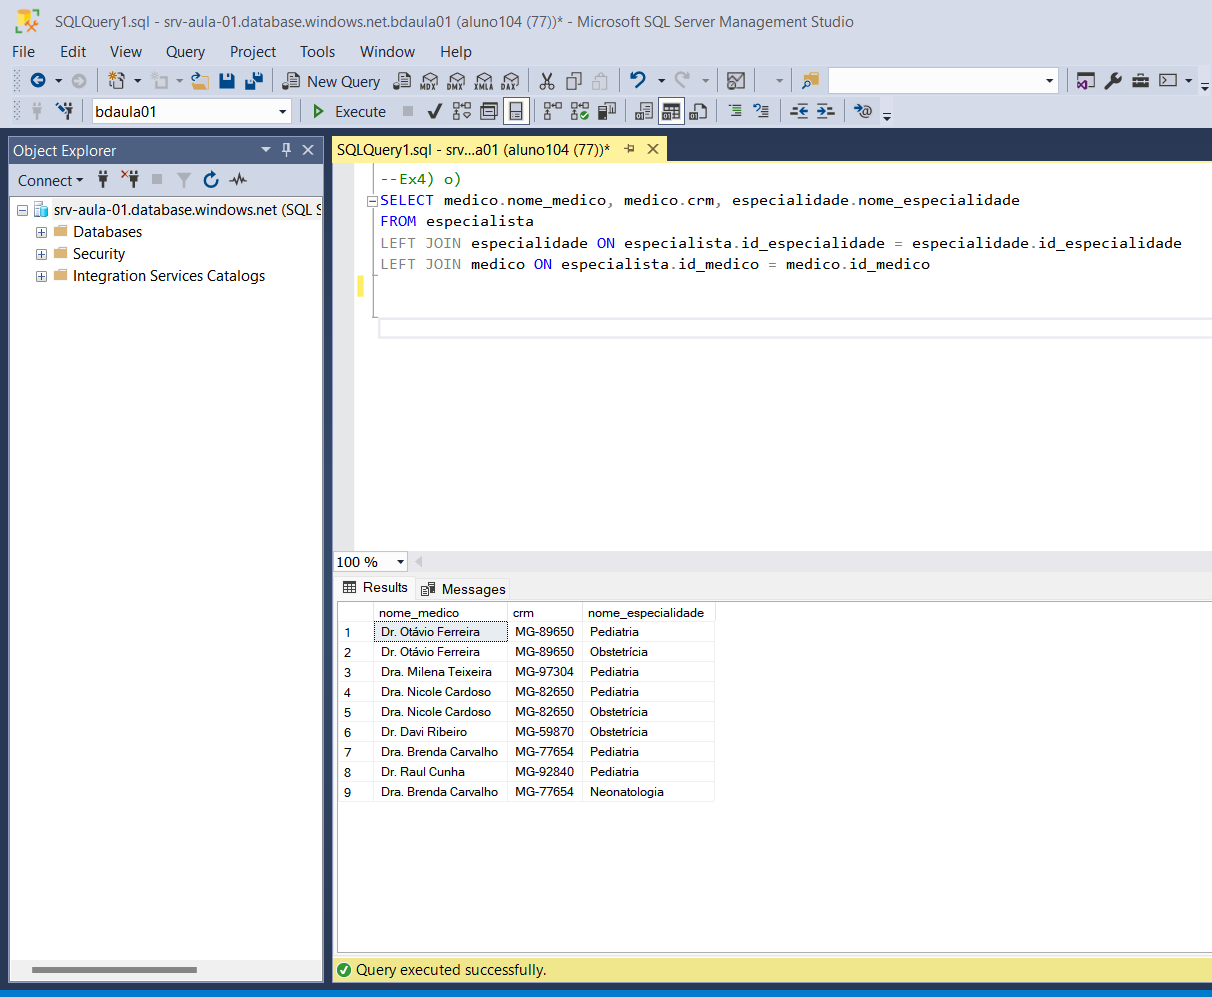 SQLQuery1.sql - srv-aula-01.database.windows.net.bdaula01 (aluno104 (77))* - Microsoft SQL Server Management Studio
File Edit View Query Project Tools Window Help
New Query MDX DMX XMLA DAX
bdaula01 Execute
Object Explorer
Connect
srv-aula-01.database.windows.net (SQL S
Databases
Security
Integration Services Catalogs
SQLQuery1.sql - srv...a01 (aluno104 (77))*
--Ex4) o)
SELECT medico.nome_medico, medico.crm, especialidade.nome_especialidade
FROM especialista
LEFT JOIN especialidade ON especialista.id_especialidade = especialidade.id_especialidade
LEFT JOIN medico ON especialista.id_medico = medico.id_medico
100 %
Results Messages
nome_medico crm nome_especialidade
1 Dr. Otávio Ferreira MG-89650 Pediatria
2 Dr. Otávio Ferreira MG-89650 Obstetrícia
3 Dra. Milena Teixeira MG-97304 Pediatria
4 Dra. Nicole Cardoso MG-82650 Pediatria
5 Dra. Nicole Cardoso MG-82650 Obstetrícia
6 Dr. Davi Ribeiro MG-59870 Obstetrícia
7 Dra. Brenda Carvalho MG-77654 Pediatria
8 Dr. Raul Cunha MG-92840 Pediatria
9 Dra. Brenda Carvalho MG-77654 Neonatologia
Query executed successfully.